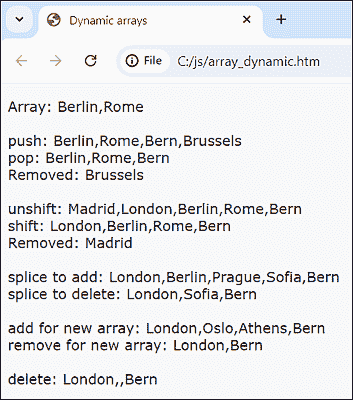 Dynamic arrays
File
C:/js/array_dynamic.htm
Array: Berlin,Rome
push: Berlin,Rome,Bern,Brussels
pop: Berlin,Rome,Bern
Removed: Brussels
unshift: Madrid,London,Berlin,Rome,Bern
shift: London,Berlin,Rome,Bern
Removed: Madrid
splice to add: London,Berlin,Prague,Sofia,Bern
splice to delete: London,Sofia,Bern
add for new array: London,Oslo,Athens,Bern
remove for new array: London,Bern
delete: London,,Bern